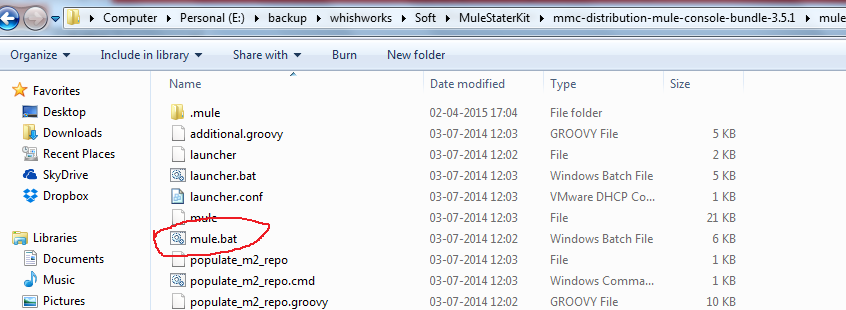 Computer ▸ Personal (E:) ▸ backup ▸ whishworks ▸ Soft ▸ MuleStaterKit ▸ mmc-distribution-mule-console-bundle-3.5.1 ▸ mule
Organize Include in library Share with Burn New folder
Favorites
Desktop
Downloads
Recent Places
SkyDrive
Dropbox
Libraries
Documents
Music
Pictures
Name Date modified Type Size
.mule 02-04-2015 17:04 File folder
additional.groovy 03-07-2014 12:03 GROOVY File 5 KB
launcher 03-07-2014 12:02 File 2 KB
launcher.bat 03-07-2014 12:03 Windows Batch File 5 KB
launcher.conf 03-07-2014 12:03 VMware DHCP Co... 1 KB
mule 03-07-2014 12:03 File 21 KB
mule.bat 03-07-2014 12:02 Windows Batch File 6 KB
populate_m2_repo 03-07-2014 12:03 File 1 KB
populate_m2_repo.cmd 03-07-2014 12:03 Windows Comma... 1 KB
populate_m2_repo.groovy 03-07-2014 12:02 GROOVY File 10 KB